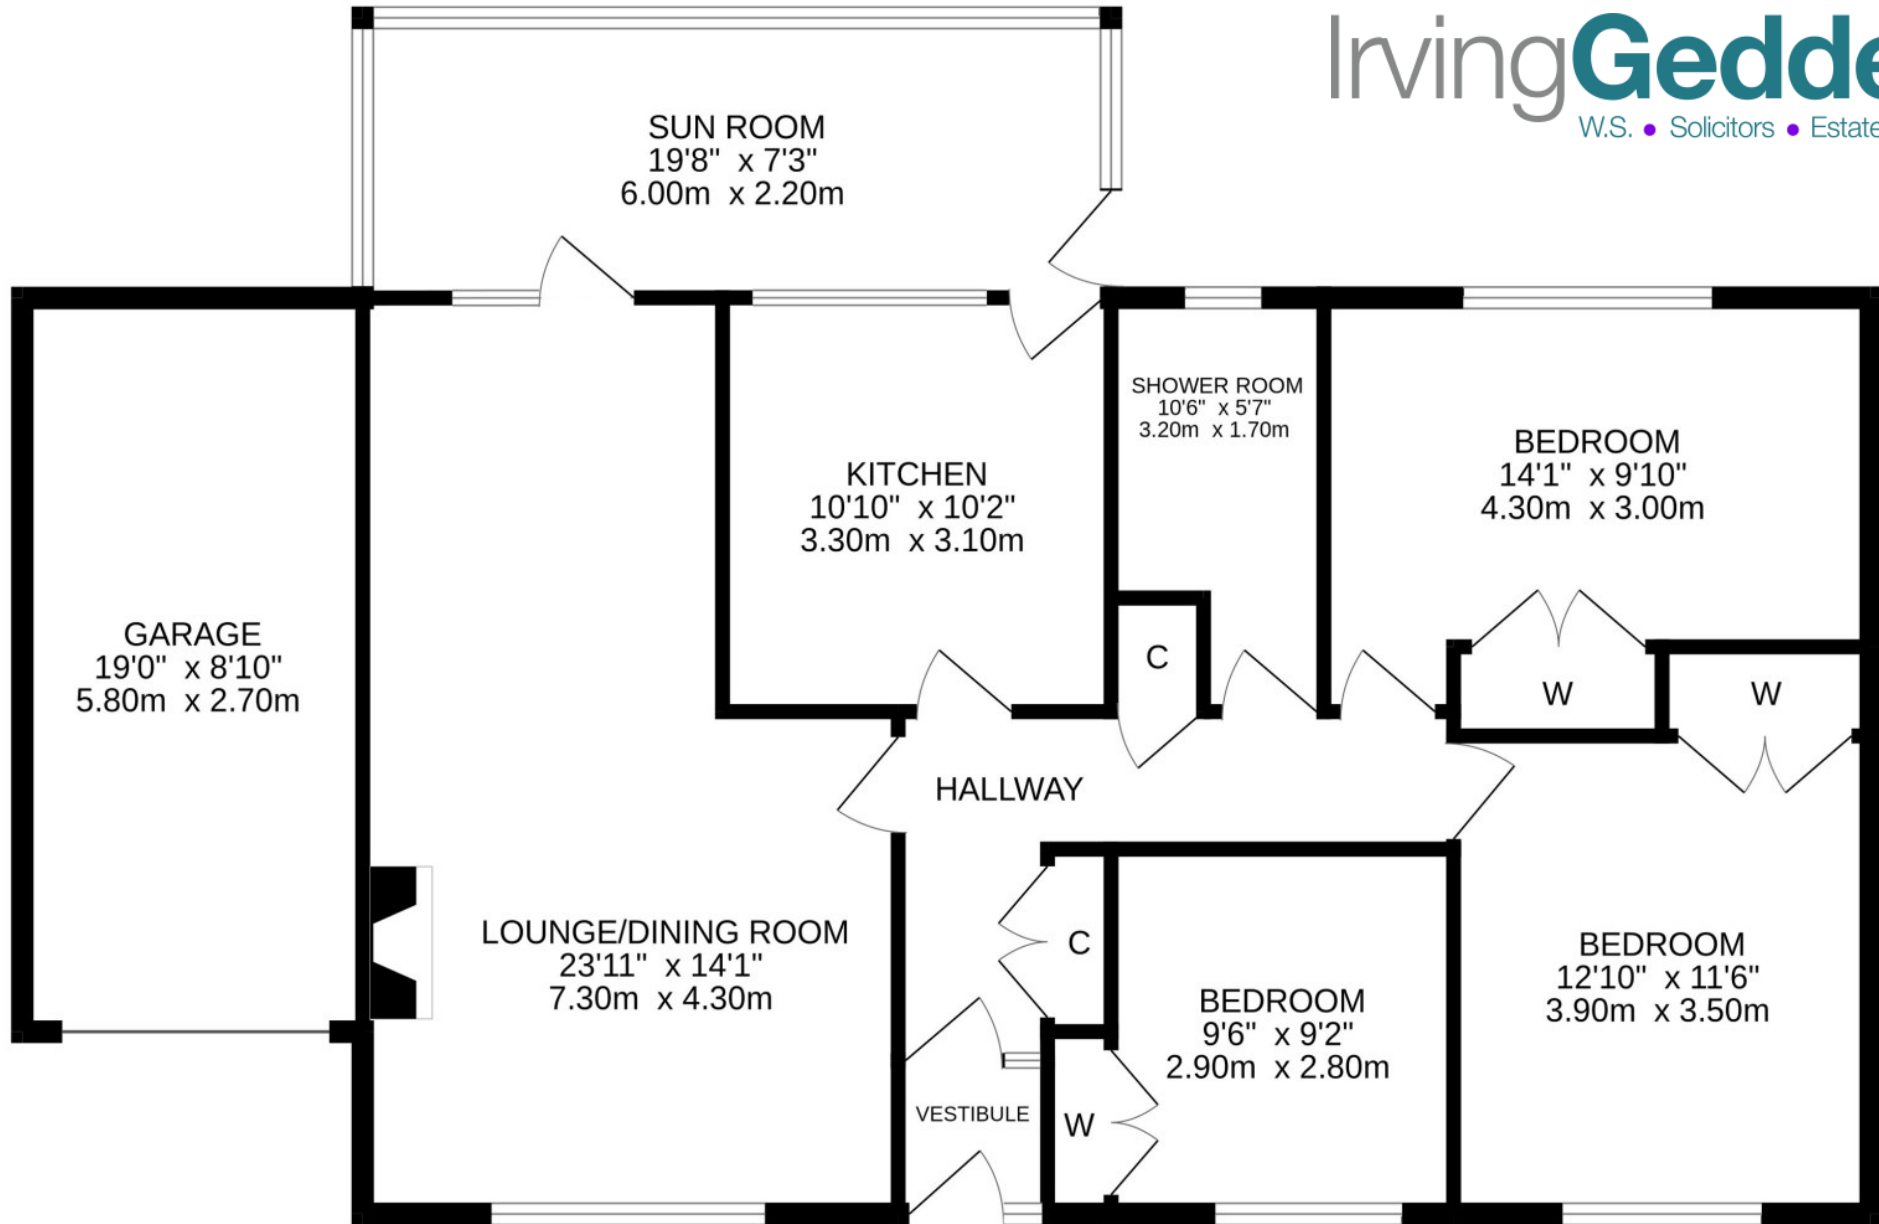 IrvingGedde
W.S. • Solicitors • Estate
SUN ROOM
19'8" x 7'3"
6.00m x 2.20m
SHOWER ROOM
10'6" x 5'7"
3.20m x 1.70m
BEDROOM
14'1" x 9'10"
4.30m x 3.00m
KITCHEN
10'10" x 10'2"
3.30m x 3.10m
GARAGE
19'0" x 8'10"
5.80m x 2.70m
C
W
W
HALLWAY
LOUNGE/DINING ROOM
23'11" x 14'1"
7.30m x 4.30m
C
BEDROOM
9'6" x 9'2"
2.90m x 2.80m
BEDROOM
12'10" x 11'6"
3.90m x 3.50m
VESTIBULE
W